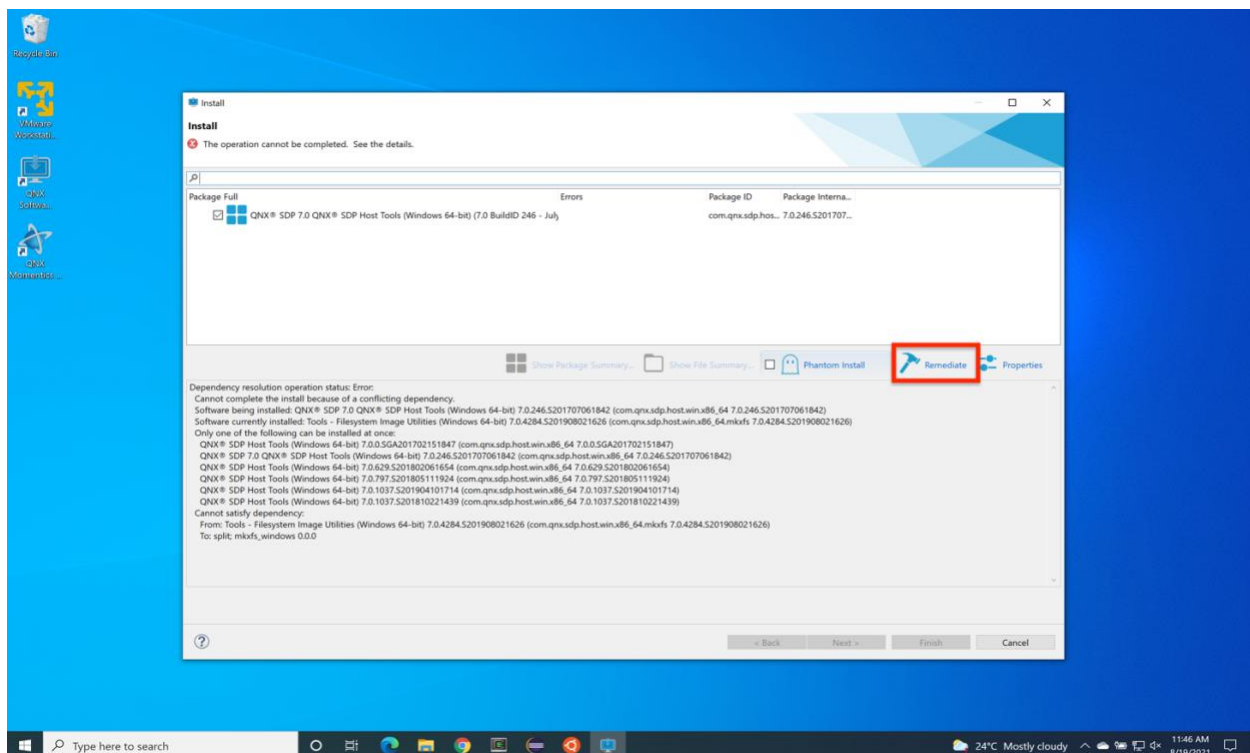 Recycle Bin
VMware
Workstati...
QNX
Softwa...
QNX
Momentics ...
Install
Install
The operation cannot be completed. See the details.
Package Full Errors Package ID Package Interna...
QNX® SDP 7.0 QNX® SDP Host Tools (Windows 64-bit) (7.0 BuildID 246 - July com.qnx.sdp.hos... 7.0.246.S201707...
Show Package Summary... Show File Summary... Phantom Install Remediate Properties
Dependency resolution operation status: Error:
Cannot complete the install because of a conflicting dependency.
Software being installed: QNX® SDP 7.0 QNX® SDP Host Tools (Windows 64-bit) 7.0.246.S201707061842 (com.qnx.sdp.host.win.x86_64 7.0.246.S201707061842)
Software currently installed: Tools - Filesystem Image Utilities (Windows 64-bit) 7.0.4284.S201908021626 (com.qnx.sdp.host.win.x86_64.mkxfs 7.0.4284.S201908021626)
Only one of the following can be installed at once:
QNX® SDP Host Tools (Windows 64-bit) 7.0.0.SGA201702151847 (com.qnx.sdp.host.win.x86_64 7.0.0.SGA201702151847)
QNX® SDP 7.0 QNX® SDP Host Tools (Windows 64-bit) 7.0.246.S201707061842 (com.qnx.sdp.host.win.x86_64 7.0.246.S201707061842)
QNX® SDP Host Tools (Windows 64-bit) 7.0.629.S201802061654 (com.qnx.sdp.host.win.x86_64 7.0.629.S201802061654)
QNX® SDP Host Tools (Windows 64-bit) 7.0.797.S201805111924 (com.qnx.sdp.host.win.x86_64 7.0.797.S201805111924)
QNX® SDP Host Tools (Windows 64-bit) 7.0.1037.S201904101714 (com.qnx.sdp.host.win.x86_64 7.0.1037.S201904101714)
QNX® SDP Host Tools (Windows 64-bit) 7.0.1037.S201810221439 (com.qnx.sdp.host.win.x86_64 7.0.1037.S201810221439)
Cannot satisfy dependency:
From: Tools - Filesystem Image Utilities (Windows 64-bit) 7.0.4284.S201908021626 (com.qnx.sdp.host.win.x86_64.mkxfs 7.0.4284.S201908021626)
To: split; mkxfs_windows 0.0.0
< Back Next > Finish Cancel
Type here to search 24°C Mostly cloudy 11:46 AM
8/19/2021